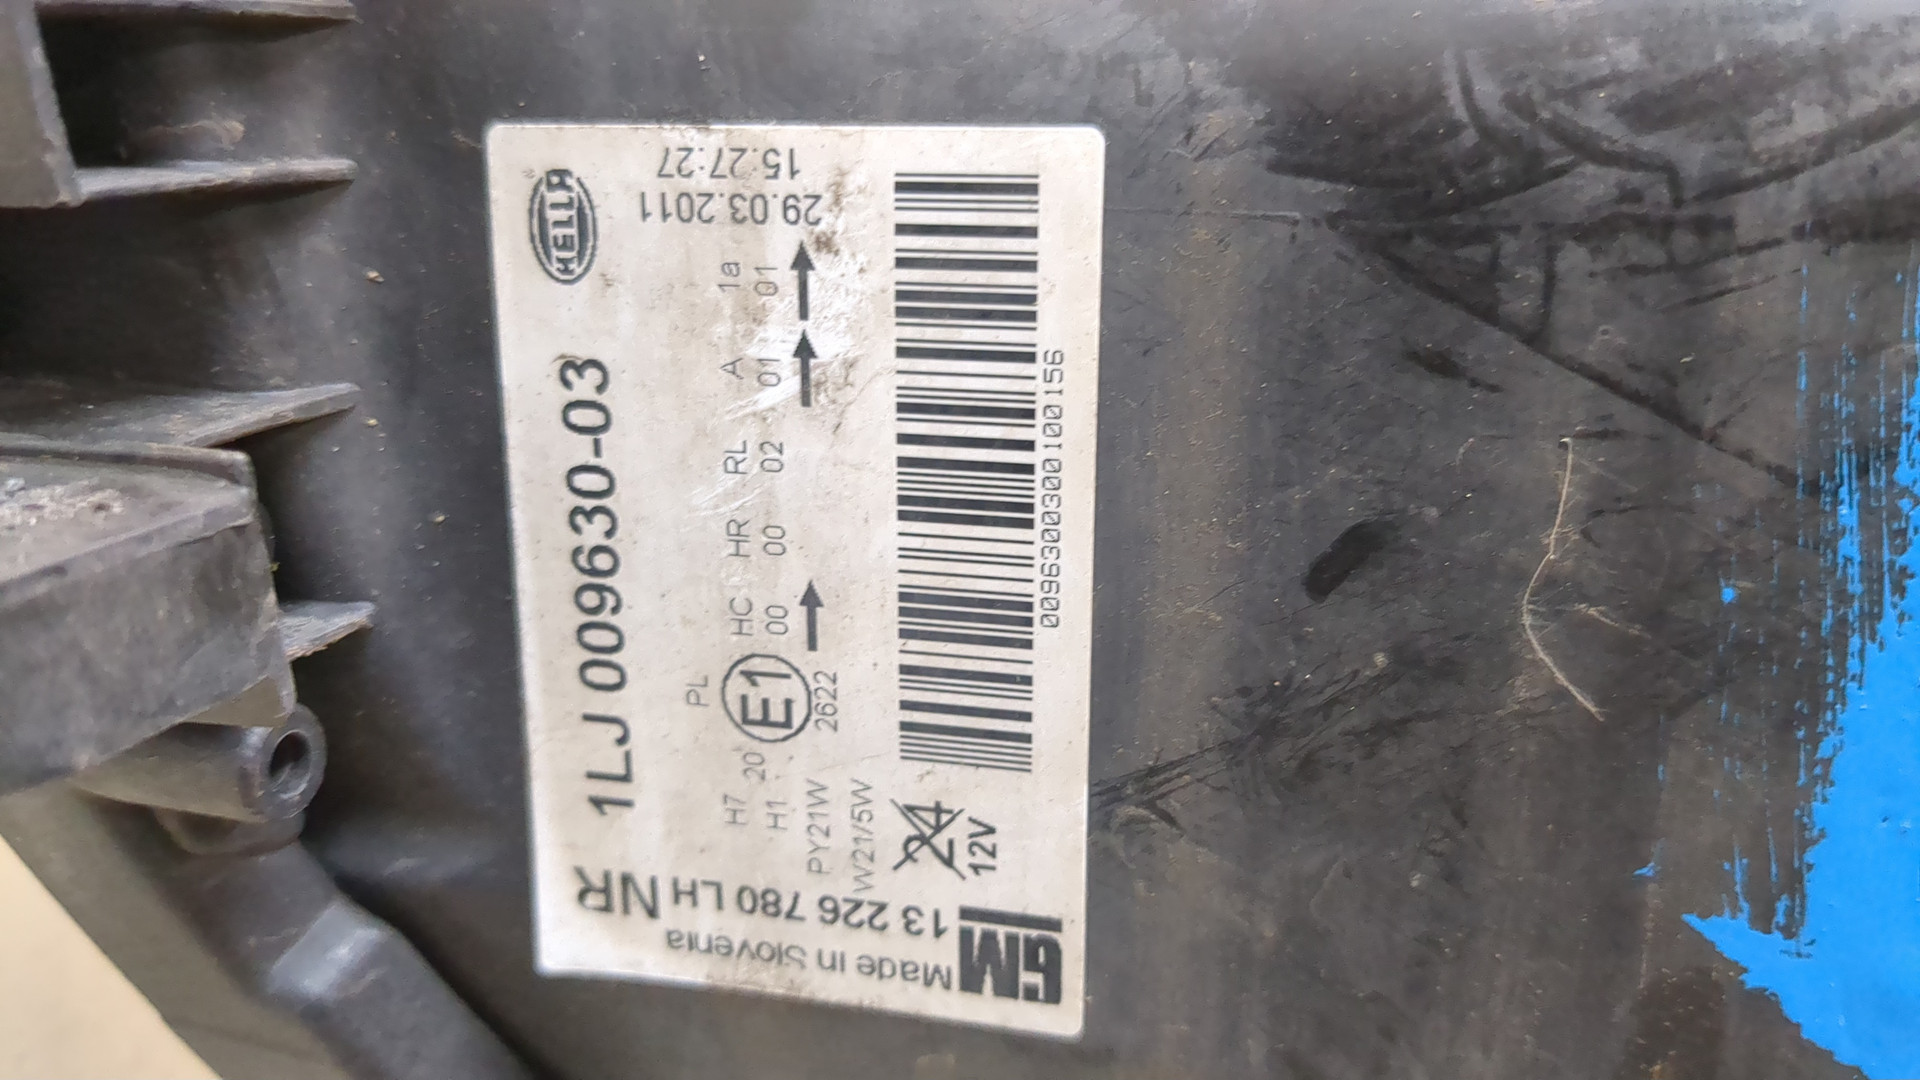 HELLA
1LJ 009630-03
NR
29.03.2011
15:27:27
PL
H7 20 E1 HC HR RL A 1a
H1 00 00 02 01 01
PY21W 2622
W21/5W
24
12V
009630030100156
13 226 780 LH
Made in Slovenia
GM